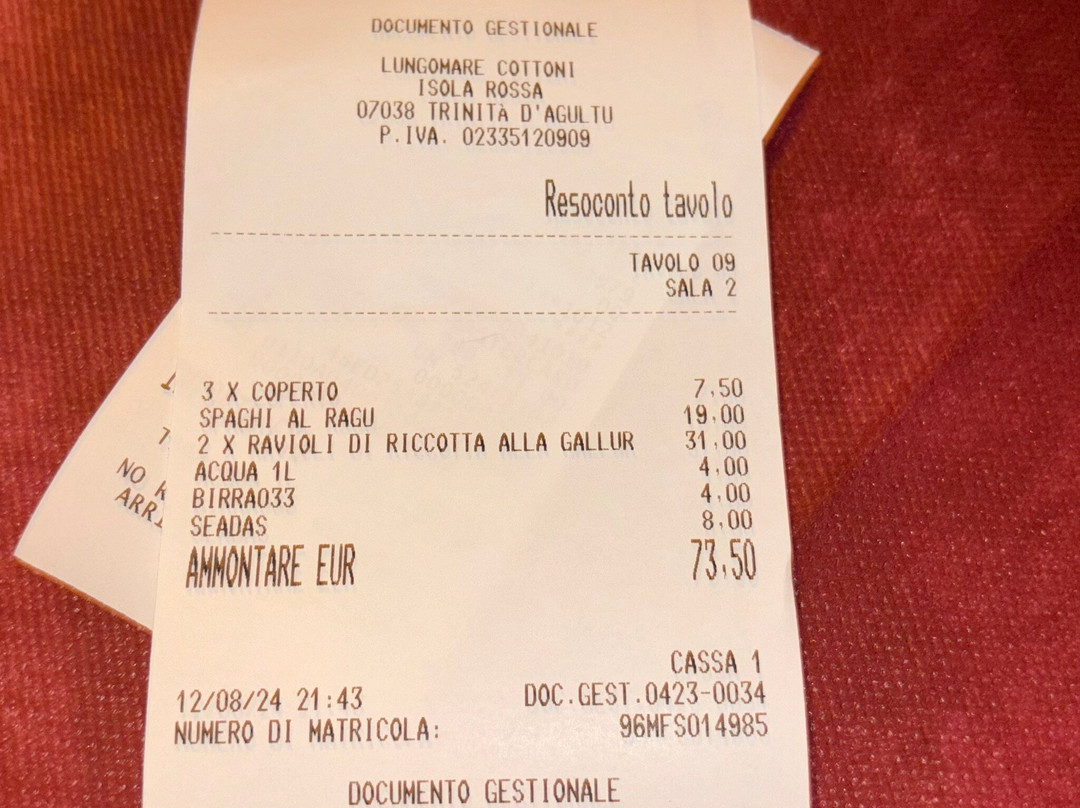 DOCUMENTO GESTIONALE
LUNGOMARE COTTONI
ISOLA ROSSA
07038 TRINITà D'AGULTU
P.IVA. 02335120909
Resoconto tavolo
TAVOLO 09
SALA 2
3 X COPERTO 7,50
SPAGHI AL RAGU 19,00
2 X RAVIOLI DI RICCOTTA ALLA GALLUR 31,00
ACQUA 1L 4,00
BIRRA033 4,00
SEADAS 8,00
AMMONTARE EUR 73,50
CASSA 1
12/08/24 21:43 DOC.GEST.0423-0034
NUMERO DI MATRICOLA: 96MFS014985
DOCUMENTO GESTIONALE
NO